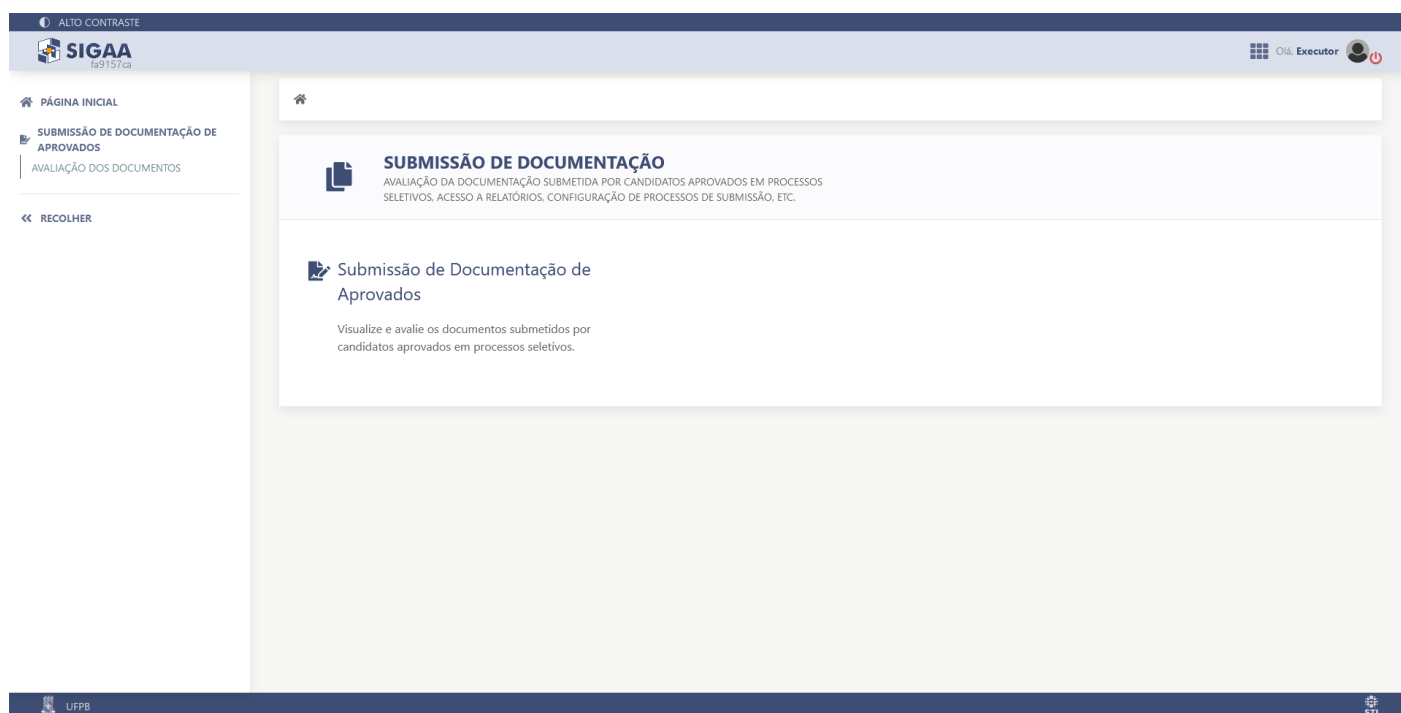 ALTO CONTRASTE
SIGAA
fa9157ca
Olá, Executor
PÁGINA INICIAL
SUBMISSÃO DE DOCUMENTAÇÃO DE
APROVADOS
AVALIAÇÃO DOS DOCUMENTOS
RECOLHER
SUBMISSÃO DE DOCUMENTAÇÃO
AVALIAÇÃO DA DOCUMENTAÇÃO SUBMETIDA POR CANDIDATOS APROVADOS EM PROCESSOS
SELETIVOS, ACESSO A RELATÓRIOS, CONFIGURAÇÃO DE PROCESSOS DE SUBMISSÃO, ETC.
Submissão de Documentação de
Aprovados
Visualize e avalie os documentos submetidos por
candidatos aprovados em processos seletivos.
UFPB
STI